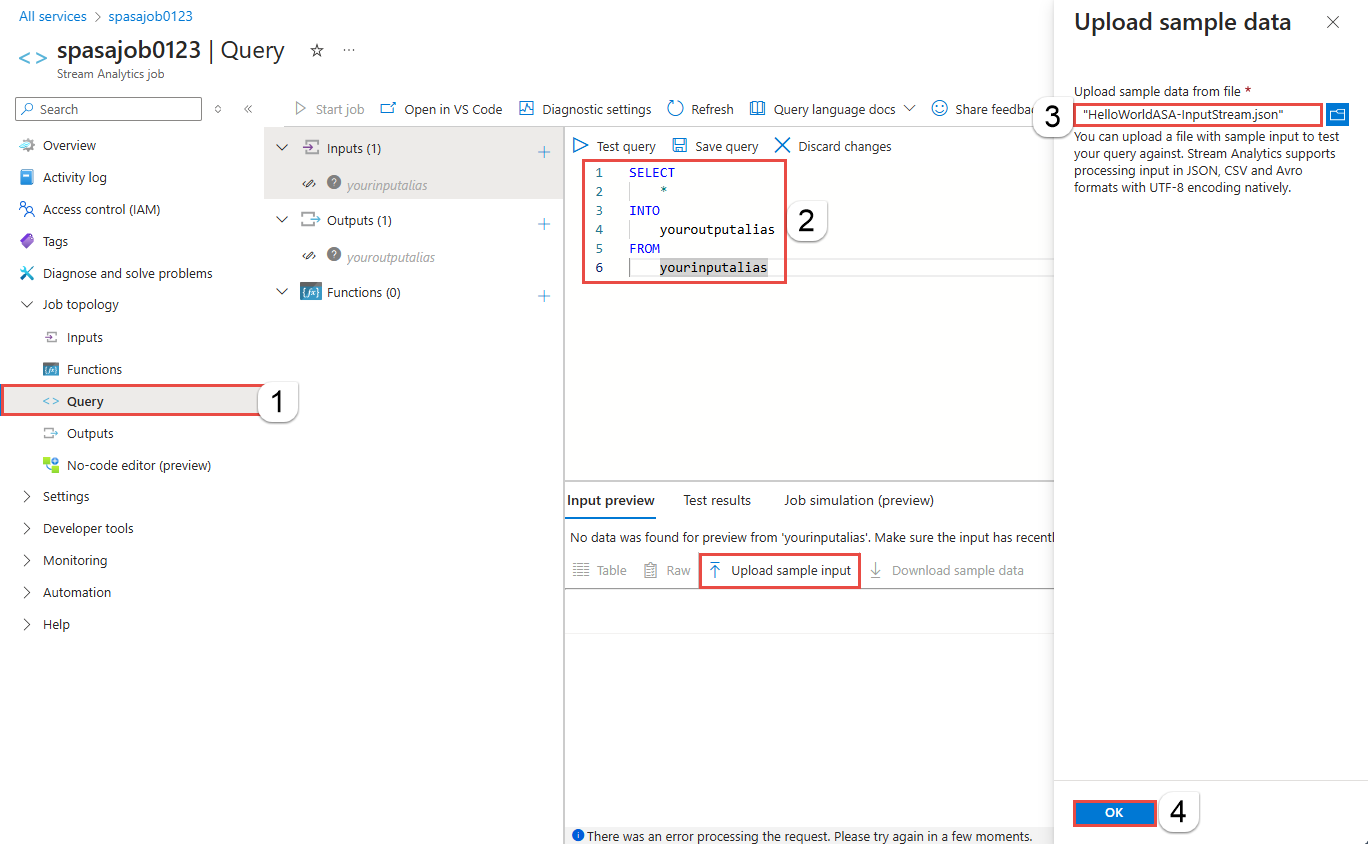 All services > spasajob0123
spasajob0123 | Query
Stream Analytics job
Search
Overview
Activity log
Access control (IAM)
Tags
Diagnose and solve problems
Job topology
Inputs
Functions
Query
1
Outputs
No-code editor (preview)
Settings
Developer tools
Monitoring
Automation
Help
Start job
Open in VS Code
Diagnostic settings
Refresh
Query language docs
Share feedbac
Inputs (1)
yourinputalias
Outputs (1)
youroutputalias
Functions (0)
Test query
Save query
Discard changes
1 SELECT
2 *
3 INTO
4 youroutputalias
5 FROM
6 yourinputalias
2
Input preview
Test results
Job simulation (preview)
No data was found for preview from 'yourinputalias'. Make sure the input has recentl
Table
Raw
Upload sample input
Download sample data
There was an error processing the request. Please try again in a few moments.
Upload sample data
Upload sample data from file *
3
"HelloWorldASA-InputStream.json"
You can upload a file with sample input to test
your query against. Stream Analytics supports
processing input in JSON, CSV and Avro
formats with UTF-8 encoding natively.
OK
4